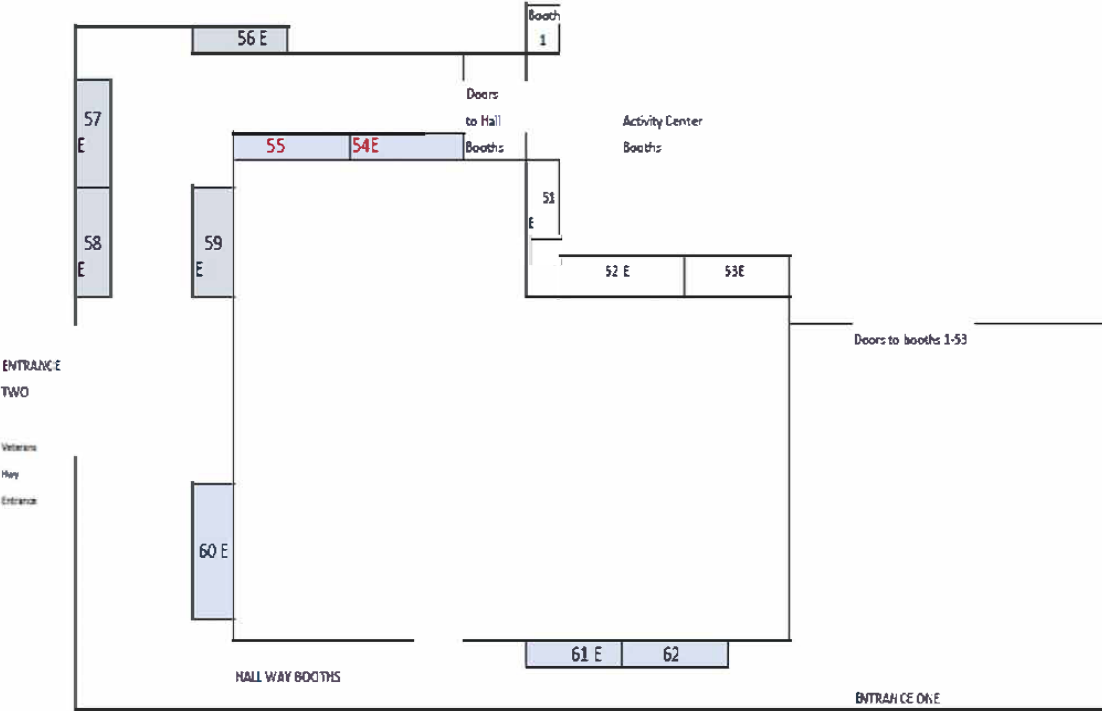 Booth
1
56 E
Doors
to Hall
Booths
Activity Center
Booths
57
E
55
54E
51
E
58
E
59
E
52 E
53E
Doors to booths 1-53
ENTRANCE
TWO
Veterans
Hwy
Entrance
60 E
61 E
62
HALL WAY BOOTHS
ENTRANCE ONE